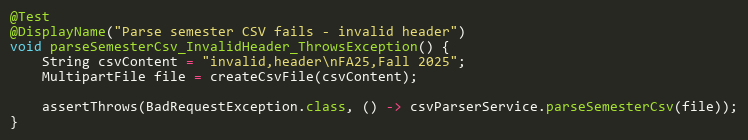 @Test
@DisplayName("Parse semester CSV fails - invalid header")
void parseSemesterCsv_InvalidHeader_ThrowsException() {
    String csvContent = "invalid,header\nFA25,Fall 2025";
    MultipartFile file = createCsvFile(csvContent);

    assertThrows(BadRequestException.class, () -> csvParserService.parseSemesterCsv(file));
}